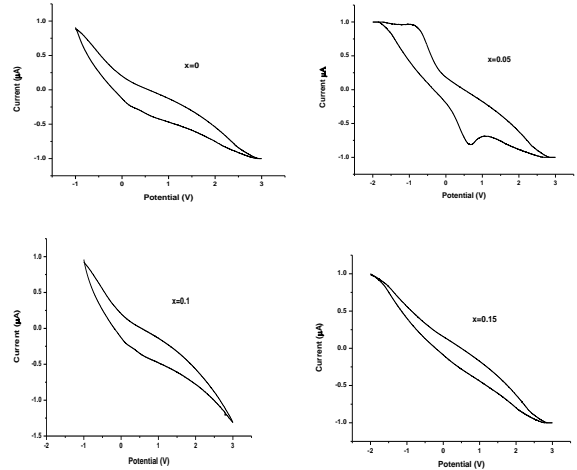 1.0
0.5
0.0
-0.5
-1.0
Current (µA)
x=0
-1 0 1 2 3
Potential (V)
1.0
0.5
0.0
-0.5
-1.0
Current µA
x=0.05
-2 -1 0 1 2 3
Potential (V)
1.0
0.5
0.0
-0.5
-1.0
-1.5
Current (µA)
x=0.1
-1 0 1 2 3
Potential (V)
1.0
0.5
0.0
-0.5
-1.0
Current (µA)
x=0.15
-2 -1 0 1 2 3
Potential (V)